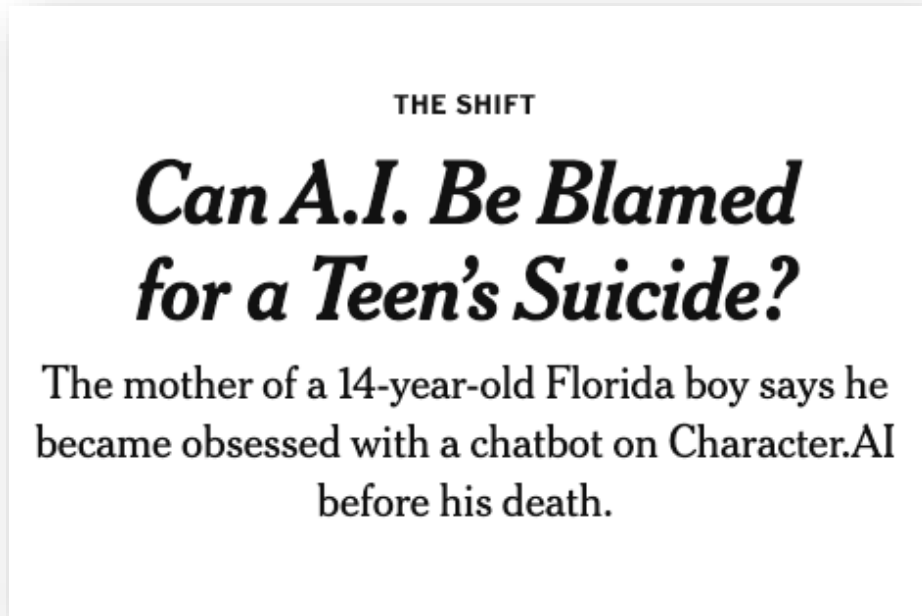 THE SHIFT
Can A.I. Be Blamed
for a Teen’s Suicide?
The mother of a 14-year-old Florida boy says he
became obsessed with a chatbot on Character.AI
before his death.